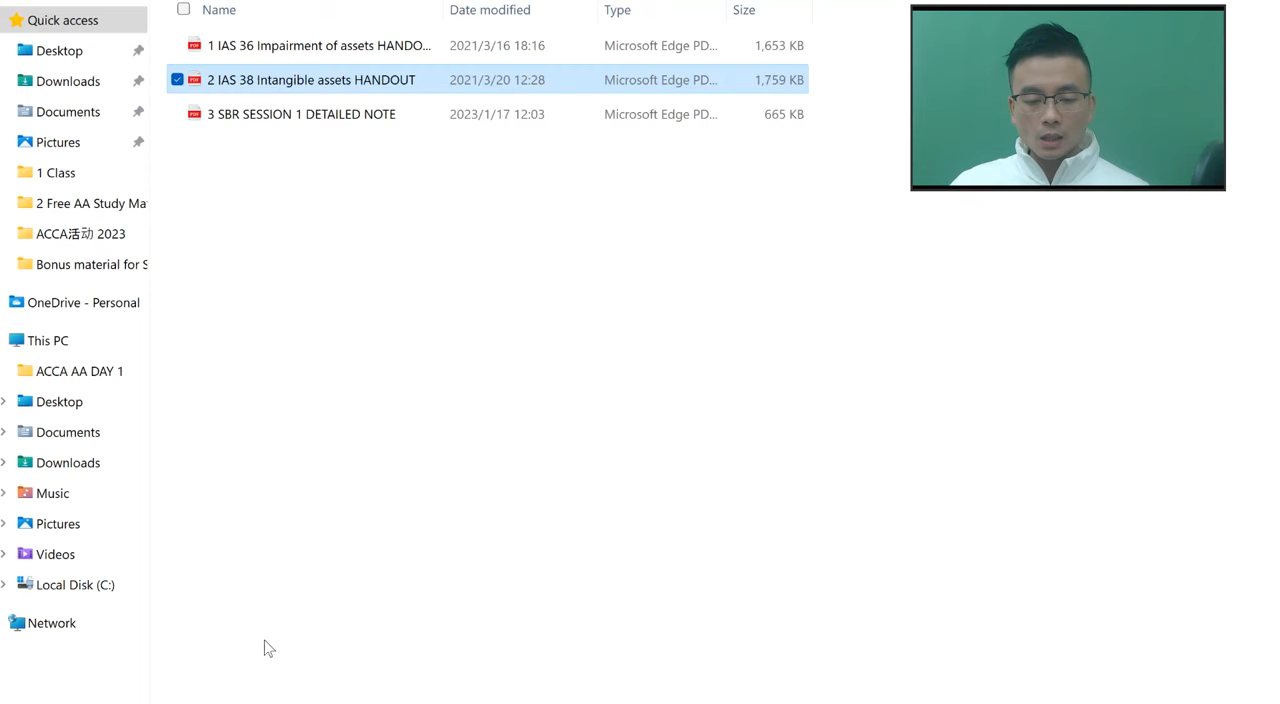 Name Date modified Type Size
Quick access
Desktop
Downloads
Documents
Pictures
1 Class
2 Free AA Study Ma
ACCA活动 2023
Bonus material for S
OneDrive - Personal
This PC
ACCA AA DAY 1
Desktop
Documents
Downloads
Music
Pictures
Videos
Local Disk (C:)
Network
1 IAS 36 Impairment of assets HANDO... 2021/3/16 18:16 Microsoft Edge PD... 1,653 KB
2 IAS 38 Intangible assets HANDOUT 2021/3/20 12:28 Microsoft Edge PD... 1,759 KB
3 SBR SESSION 1 DETAILED NOTE 2023/1/17 12:03 Microsoft Edge PD... 665 KB